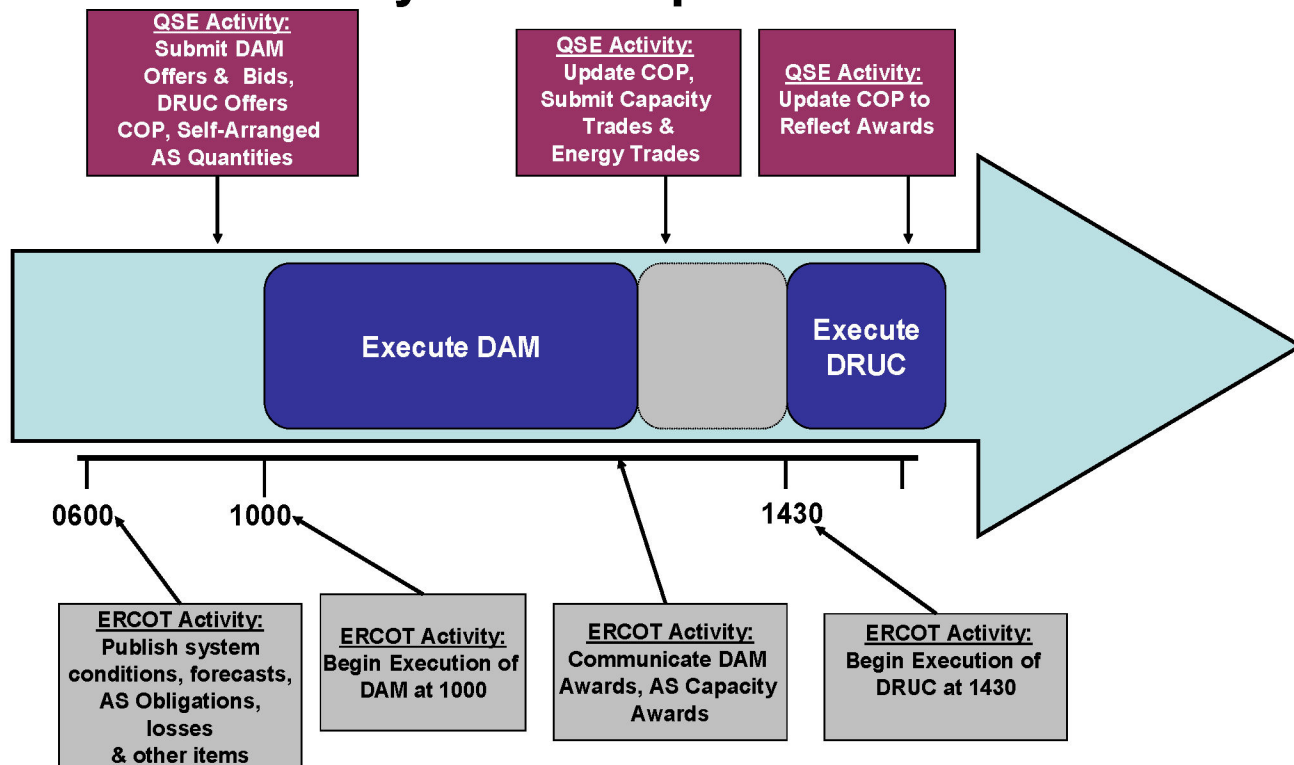 QSE Activity:
Submit DAM
Offers & Bids,
DRUC Offers
COP, Self-Arranged
AS Quantities
QSE Activity:
Update COP,
Submit Capacity
Trades &
Energy Trades
QSE Activity:
Update COP to
Reflect Awards
Execute DAM
Execute
DRUC
0600
1000
1430
ERCOT Activity:
Publish system
conditions, forecasts,
AS Obligations,
losses
& other items
ERCOT Activity:
Begin Execution of
DAM at 1000
ERCOT Activity:
Communicate DAM
Awards, AS Capacity
Awards
ERCOT Activity:
Begin Execution of
DRUC at 1430